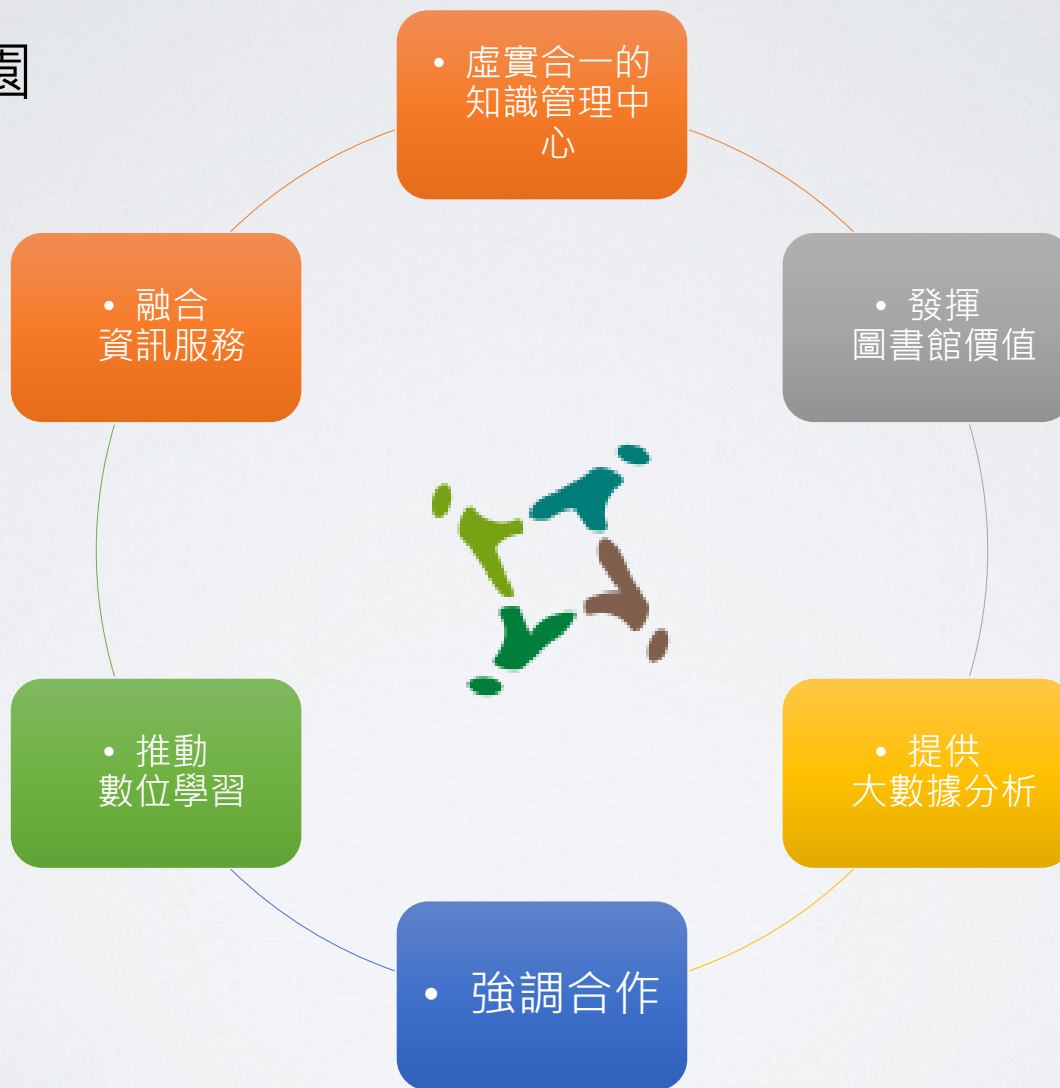 園
• 虛實合一的
知識管理中
心
• 融合
資訊服務
• 發揮
圖書館價值
• 推動
數位學習
• 提供
大數據分析
• 強調合作